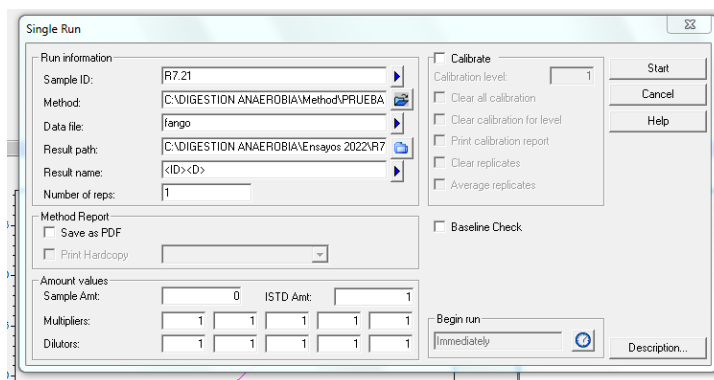 Single Run
Run information
Sample ID: R7.21
Method: C:\DIGESTION ANAEROBIA\Method\PRUEBA
Data file: fango
Result path: C:\DIGESTION ANAEROBIA\Ensayos 2022\R7
Result name: <ID><D>
Number of reps: 1
Calibrate
Calibration level: 1
Clear all calibration
Clear calibration for level
Print calibration report
Clear replicates
Average replicates
Start
Cancel
Help
Method Report
Save as PDF
Print Hardcopy
Baseline Check
Amount values
Sample Amt: 0 ISTD Amt: 1
Multipliers: 1 1 1 1 1
Dilutors: 1 1 1 1 1
Begin run
Immediately
Description...